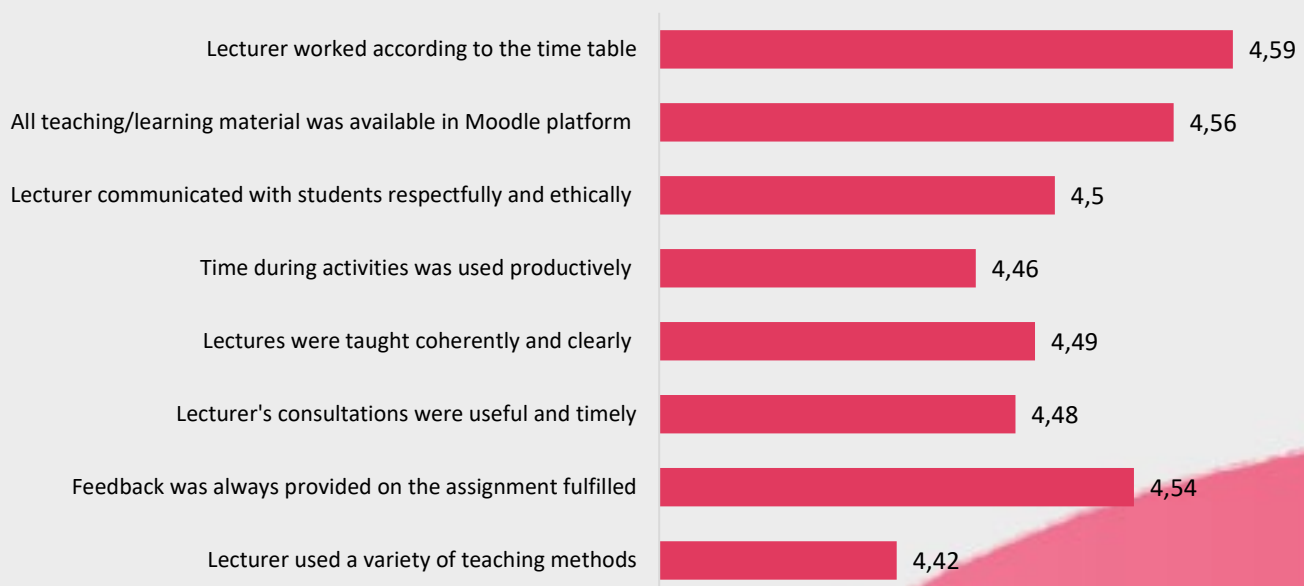 Lecturer worked according to the time table 4,59
All teaching/learning material was available in Moodle platform 4,56
Lecturer communicated with students respectfully and ethically 4,5
Time during activities was used productively 4,46
Lectures were taught coherently and clearly 4,49
Lecturer's consultations were useful and timely 4,48
Feedback was always provided on the assignment fulfilled 4,54
Lecturer used a variety of teaching methods 4,42